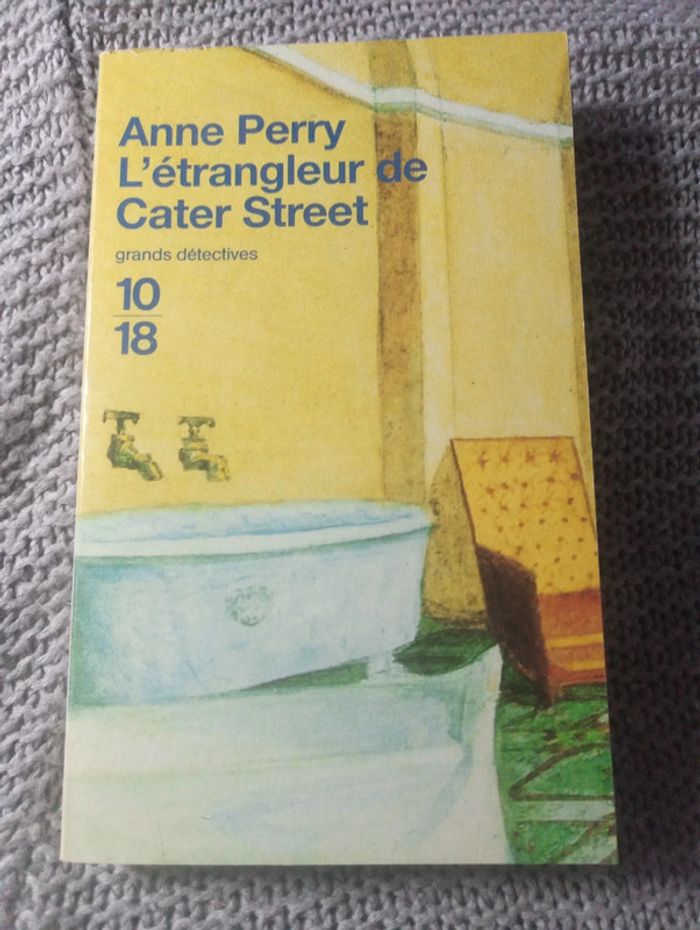 Anne Perry
L'étrangleur de
Cater Street
grands détectives
10
18